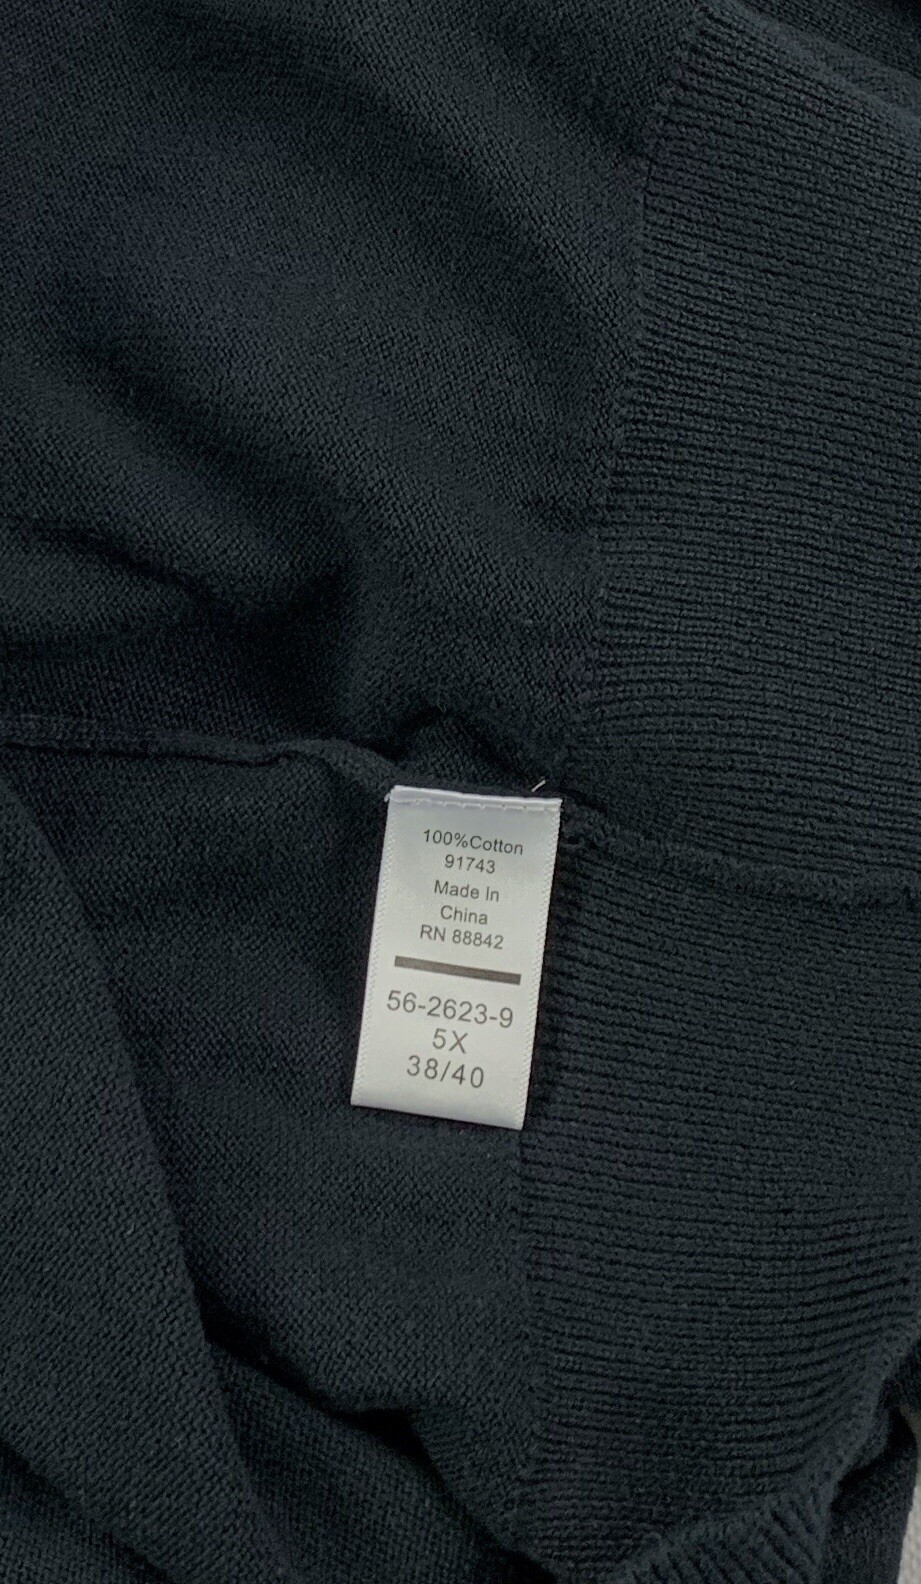 100%Cotton
91743
Made In
China
RN 88842
56-2623-9
5X
38/40